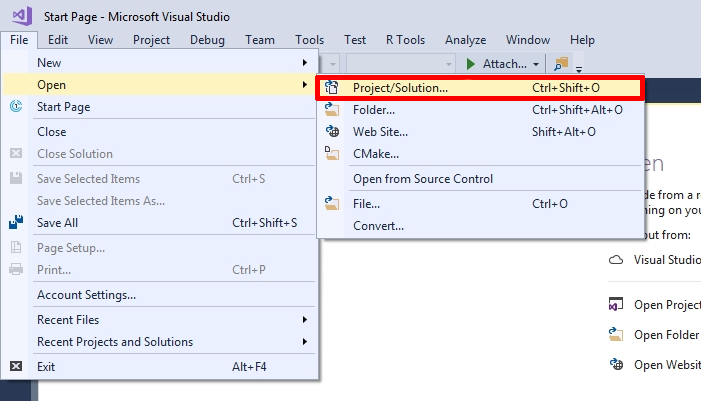 Start Page - Microsoft Visual Studio
File Edit View Project Debug Team Tools Test R Tools Analyze Window Help
Attach...
New
Open
Start Page
Close
Close Solution
Save Selected Items Ctrl+S
Save Selected Items As...
Save All Ctrl+Shift+S
Page Setup...
Print... Ctrl+P
Account Settings...
Recent Files
Recent Projects and Solutions
Exit Alt+F4
Project/Solution... Ctrl+Shift+O
Folder... Ctrl+Shift+Alt+O
Web Site... Shift+Alt+O
CMake...
Open from Source Control
File... Ctrl+O
Convert...
en
de from a r
ning on you
out from:
Visual Studio
Open Project
Open Folder
Open Websit